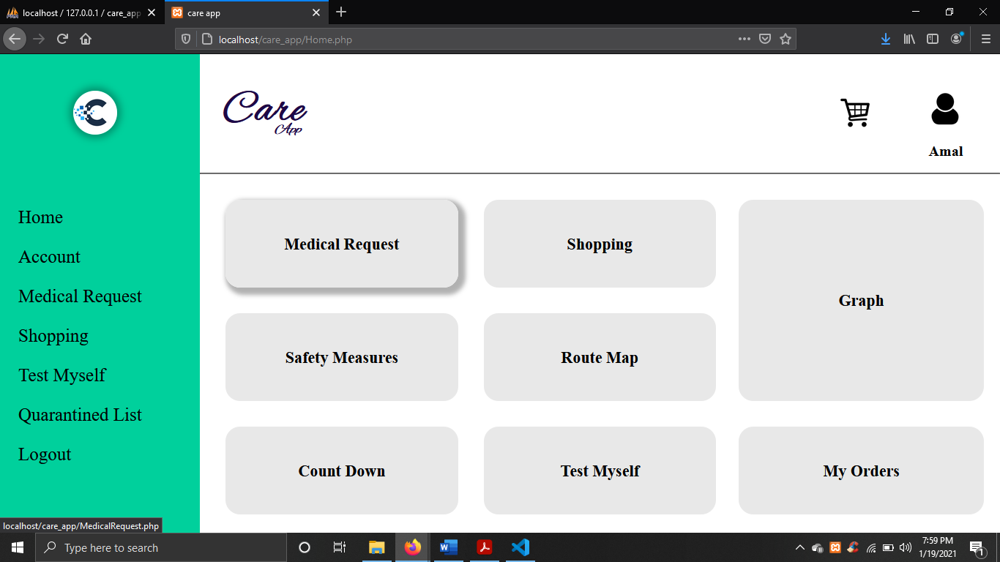 localhost / 127.0.0.1 / care_app
care app
localhost/care_app/Home.php
C
Care
App
Amal
Home
Account
Medical Request
Shopping
Test Myself
Quarantined List
Logout
Medical Request
Shopping
Graph
Safety Measures
Route Map
Count Down
Test Myself
My Orders
localhost/care_app/MedicalRequest.php
Type here to search
7:59 PM
1/19/2021
1